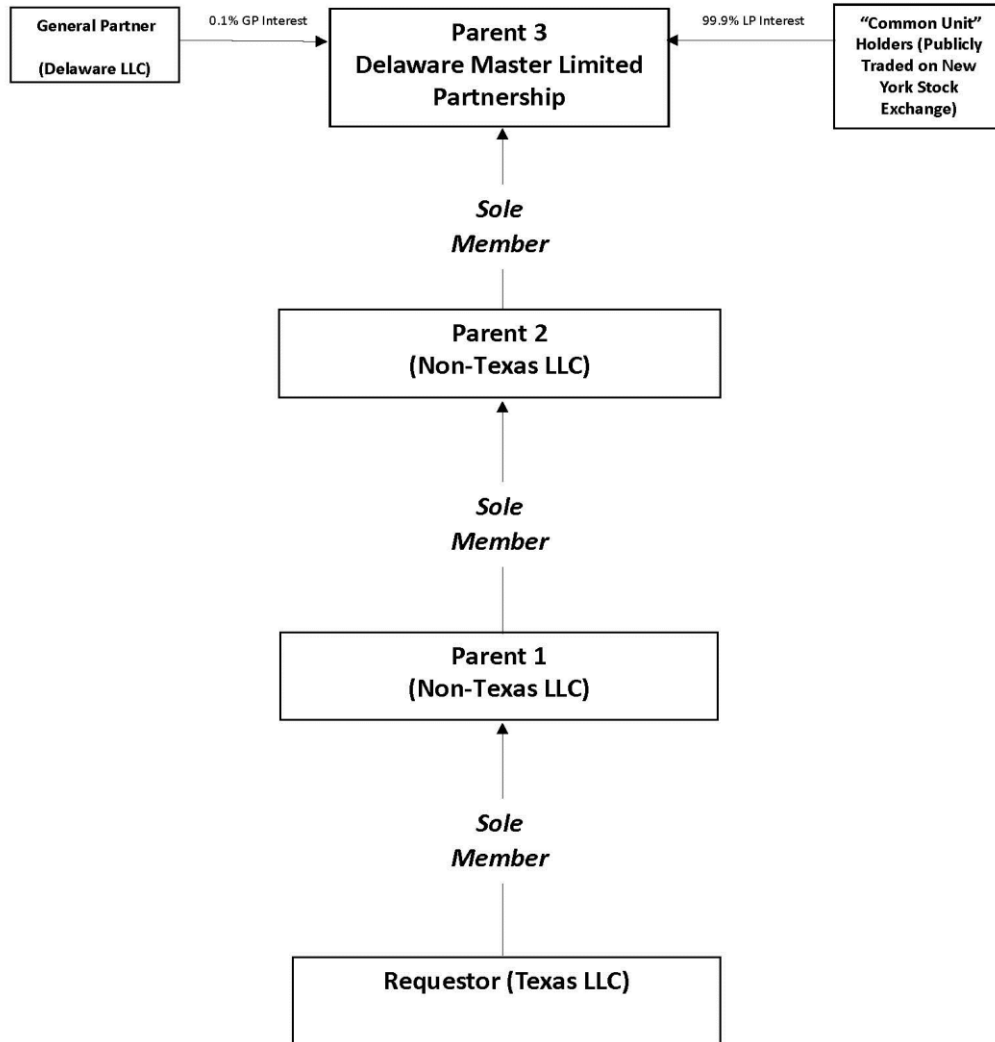 General Partner
(Delaware LLC)
0.1% GP Interest
Parent 3
Delaware Master Limited
Partnership
99.9% LP Interest
“Common Unit”
Holders (Publicly
Traded on New
York Stock
Exchange)
Sole
Member
Parent 2
(Non-Texas LLC)
Sole
Member
Parent 1
(Non-Texas LLC)
Sole
Member
Requestor (Texas LLC)